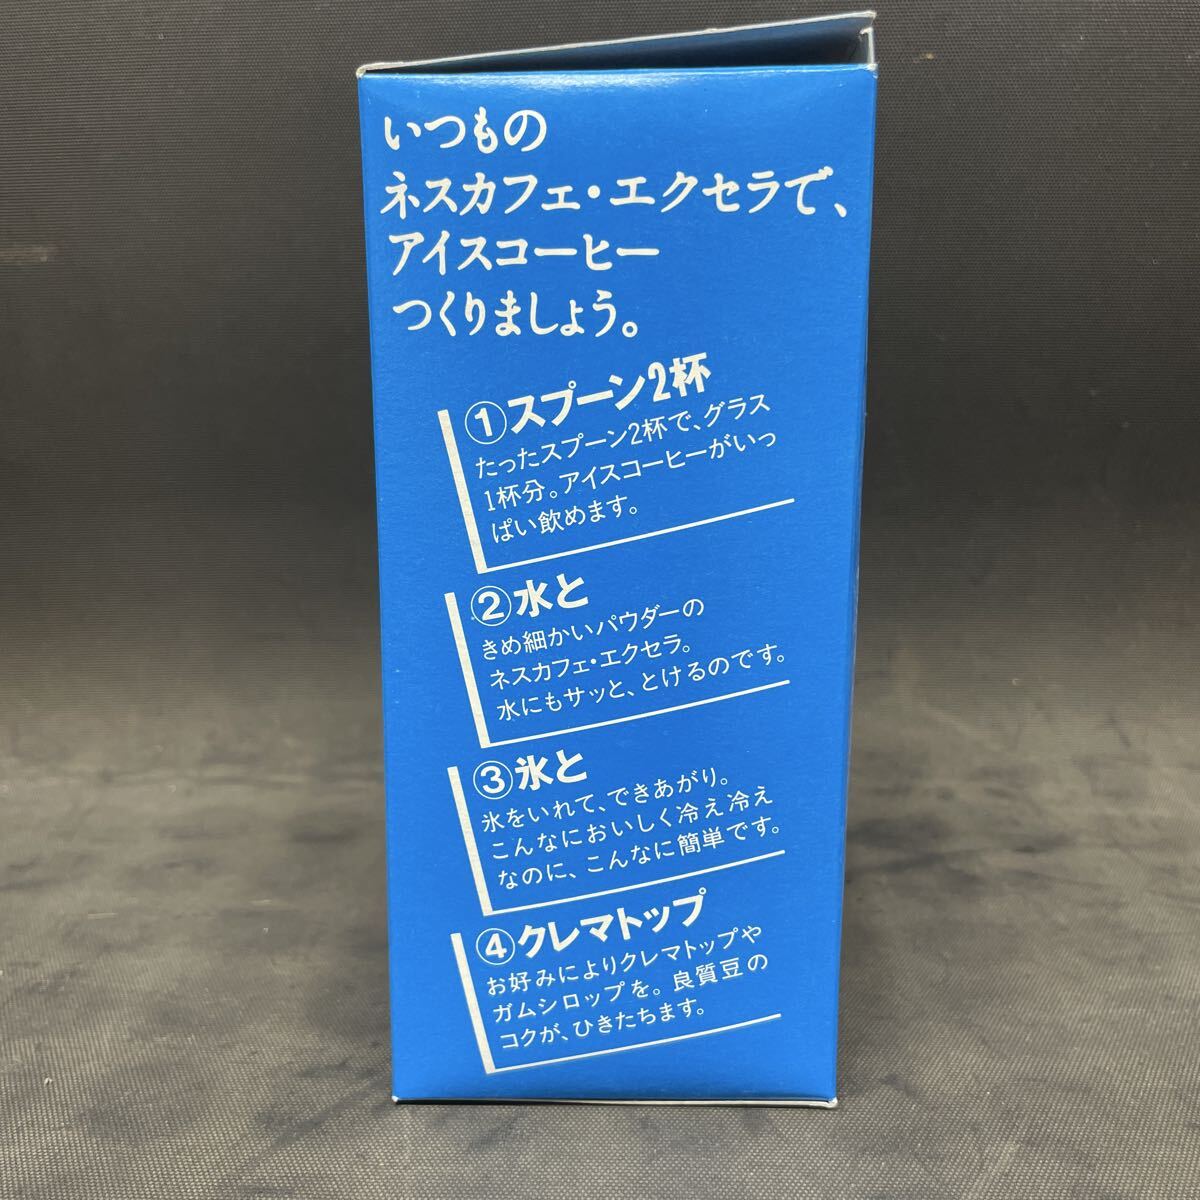 いつもの
ネスカフェ・エクセラで、
アイスコーヒー
つくりましょう。
①スプーン2杯
たったスプーン2杯で、グラス
1杯分。アイスコーヒーがいっ
ぱい飲めます。
②水と
きめ細かいパウダーの
ネスカフェ・エクセラ。
水にもサッと、とけるのです。
③氷と
氷をいれて、できあがり。
こんなにおいしく冷え冷え
なのに、こんなに簡単です。
④クレマトップ
お好みによりクレマトップや
ガムシロップを。良質豆の
コクが、ひきたちます。